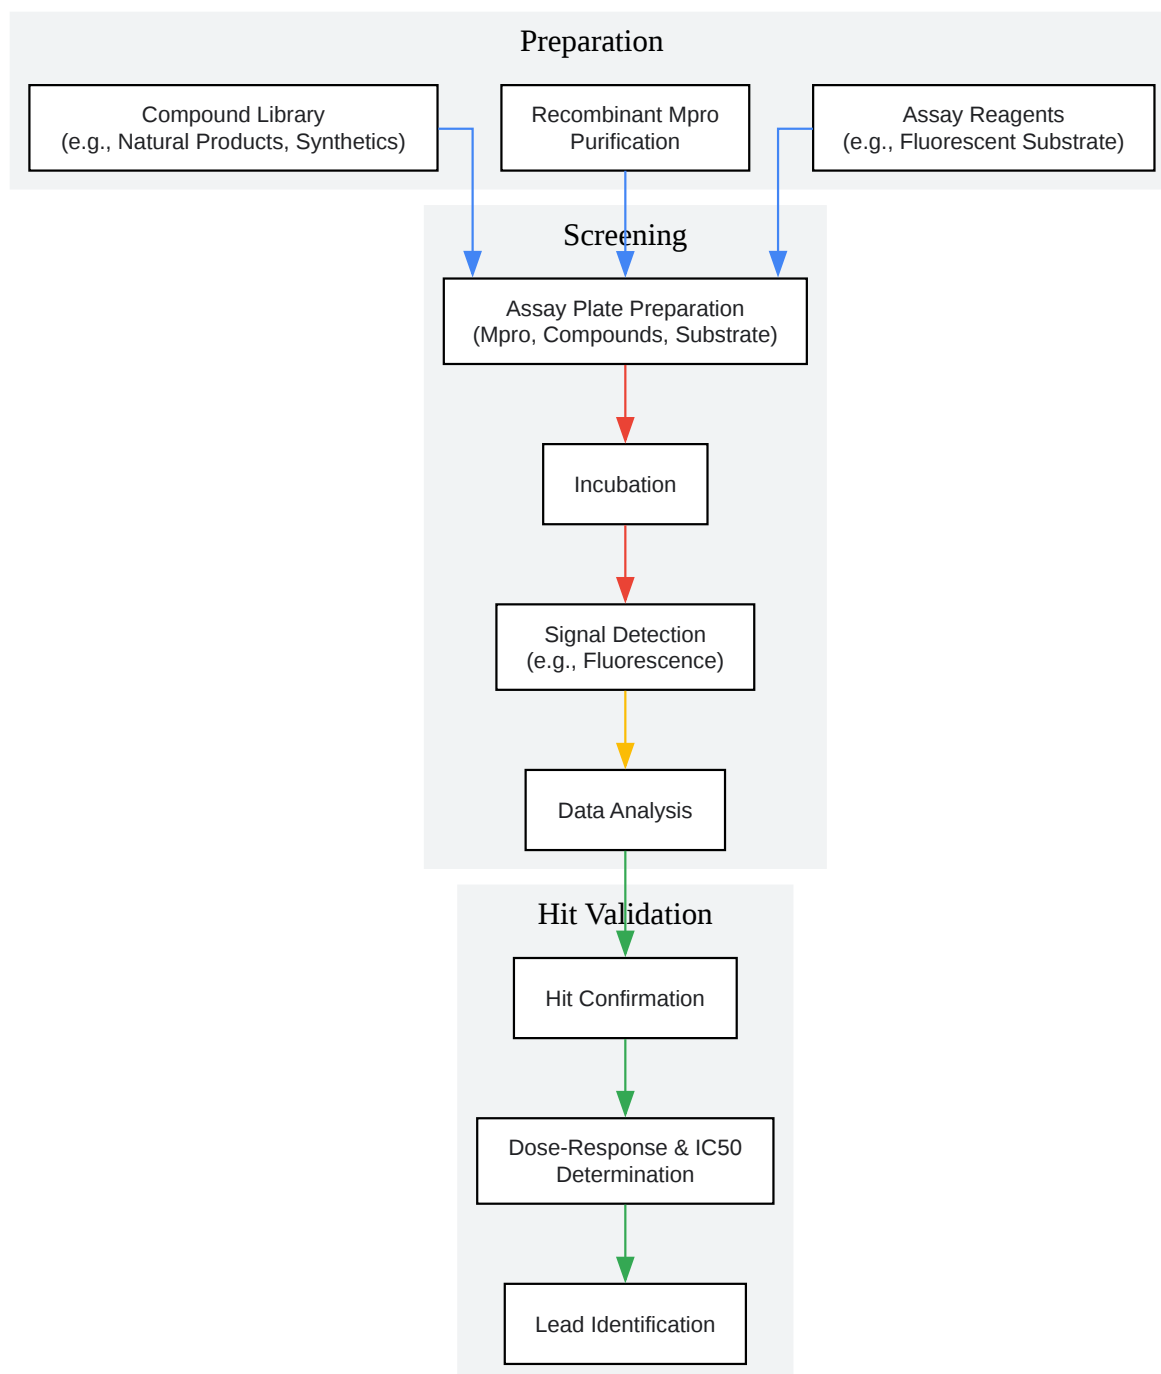 Preparation
Compound Library
(e.g., Natural Products, Synthetics)
Recombinant Mpro
Purification
Assay Reagents
(e.g., Fluorescent Substrate)
Screening
Assay Plate Preparation
(Mpro, Compounds, Substrate)
Incubation
Signal Detection
(e.g., Fluorescence)
Data Analysis
Hit Validation
Hit Confirmation
Dose-Response & IC50
Determination
Lead Identification